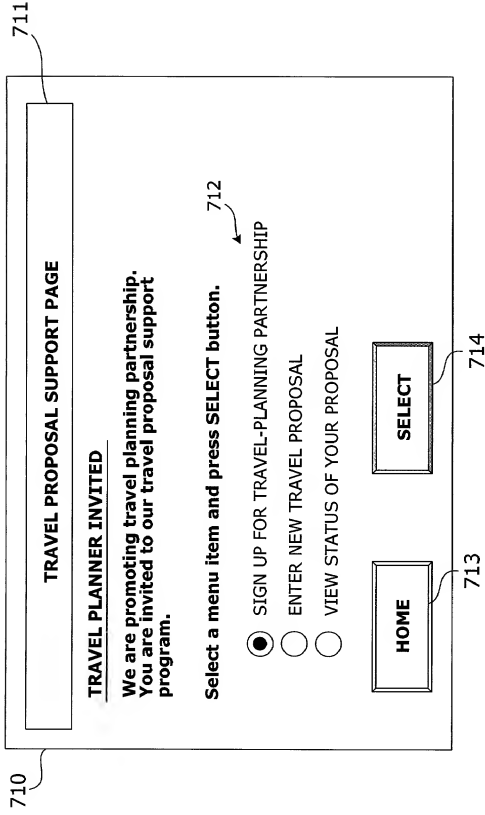 710
711
TRAVEL PROPOSAL SUPPORT PAGE
TRAVEL PLANNER INVITED
We are promoting travel planning partnership.
You are invited to our travel proposal support
program.
Select a menu item and press SELECT button.
712
SIGN UP FOR TRAVEL-PLANNING PARTNERSHIP
ENTER NEW TRAVEL PROPOSAL
VIEW STATUS OF YOUR PROPOSAL
HOME
SELECT
713
714